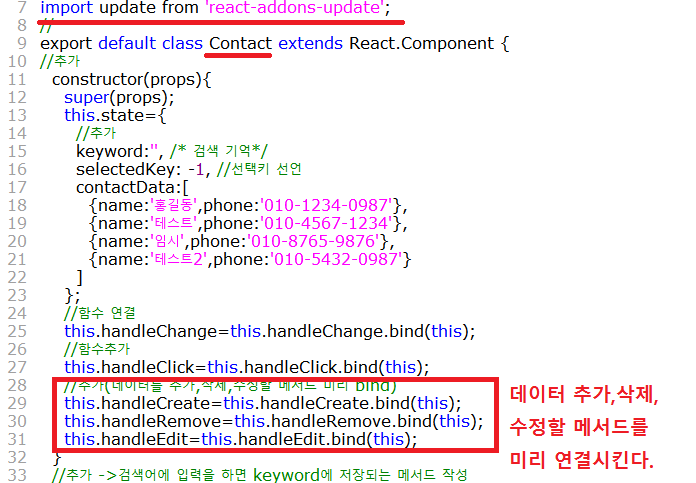 7 import update from 'react-addons-update';
8 //
9 export default class Contact extends React.Component {
10 //추가
11 constructor(props){
12 super(props);
13 this.state={
14 //추가
15 keyword:'', /* 검색 기억*/
16 selectedKey: -1, //선택키 선언
17 contactData:[
18 {name:'홍길동',phone:'010-1234-0987'},
19 {name:'테스트',phone:'010-4567-1234'},
20 {name:'임시',phone:'010-8765-9876'},
21 {name:'테스트2',phone:'010-5432-0987'}
22 ]
23 };
24 //함수 연결
25 this.handleChange=this.handleChange.bind(this);
26 //함수추가
27 this.handleClick=this.handleClick.bind(this);
28 //추가(데이터를 추가,삭제,수정할 메서드 미리 bind)
29 this.handleCreate=this.handleCreate.bind(this);
30 this.handleRemove=this.handleRemove.bind(this);
31 this.handleEdit=this.handleEdit.bind(this);
32 }
33 //추가 ->검색어에 입력을 하면 keyword에 저장되는 메서드 작성
데이터 추가,삭제,
수정할 메서드를
미리 연결시킨다.